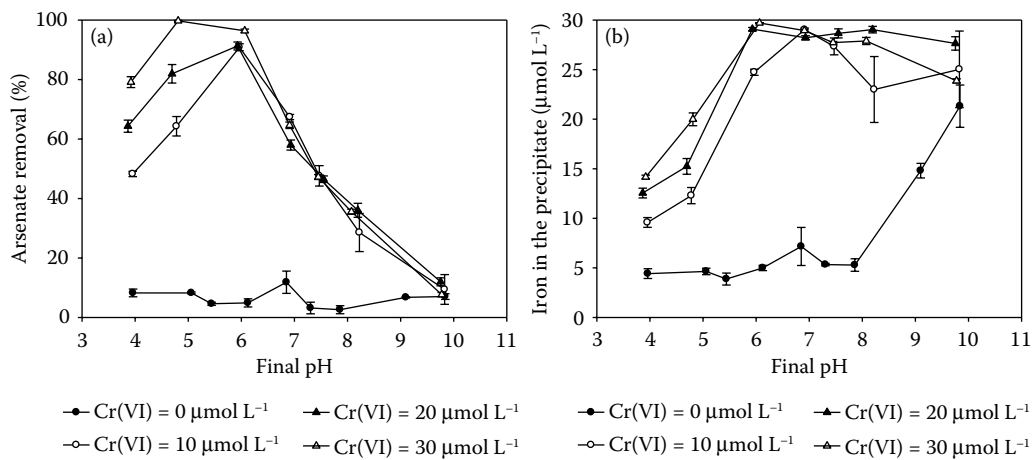 (a)
Arsenate removal (%)
100
80
60
40
20
0
3 4 5 6 7 8 9 10 11
Final pH
Cr(VI) = 0 μmol L⁻¹
Cr(VI) = 20 μmol L⁻¹
Cr(VI) = 10 μmol L⁻¹
Cr(VI) = 30 μmol L⁻¹
(b)
Iron in the precipitate (μmol L⁻¹)
30
25
20
15
10
5
0
3 4 5 6 7 8 9 10 11
Final pH
Cr(VI) = 0 μmol L⁻¹
Cr(VI) = 20 μmol L⁻¹
Cr(VI) = 10 μmol L⁻¹
Cr(VI) = 30 μmol L⁻¹